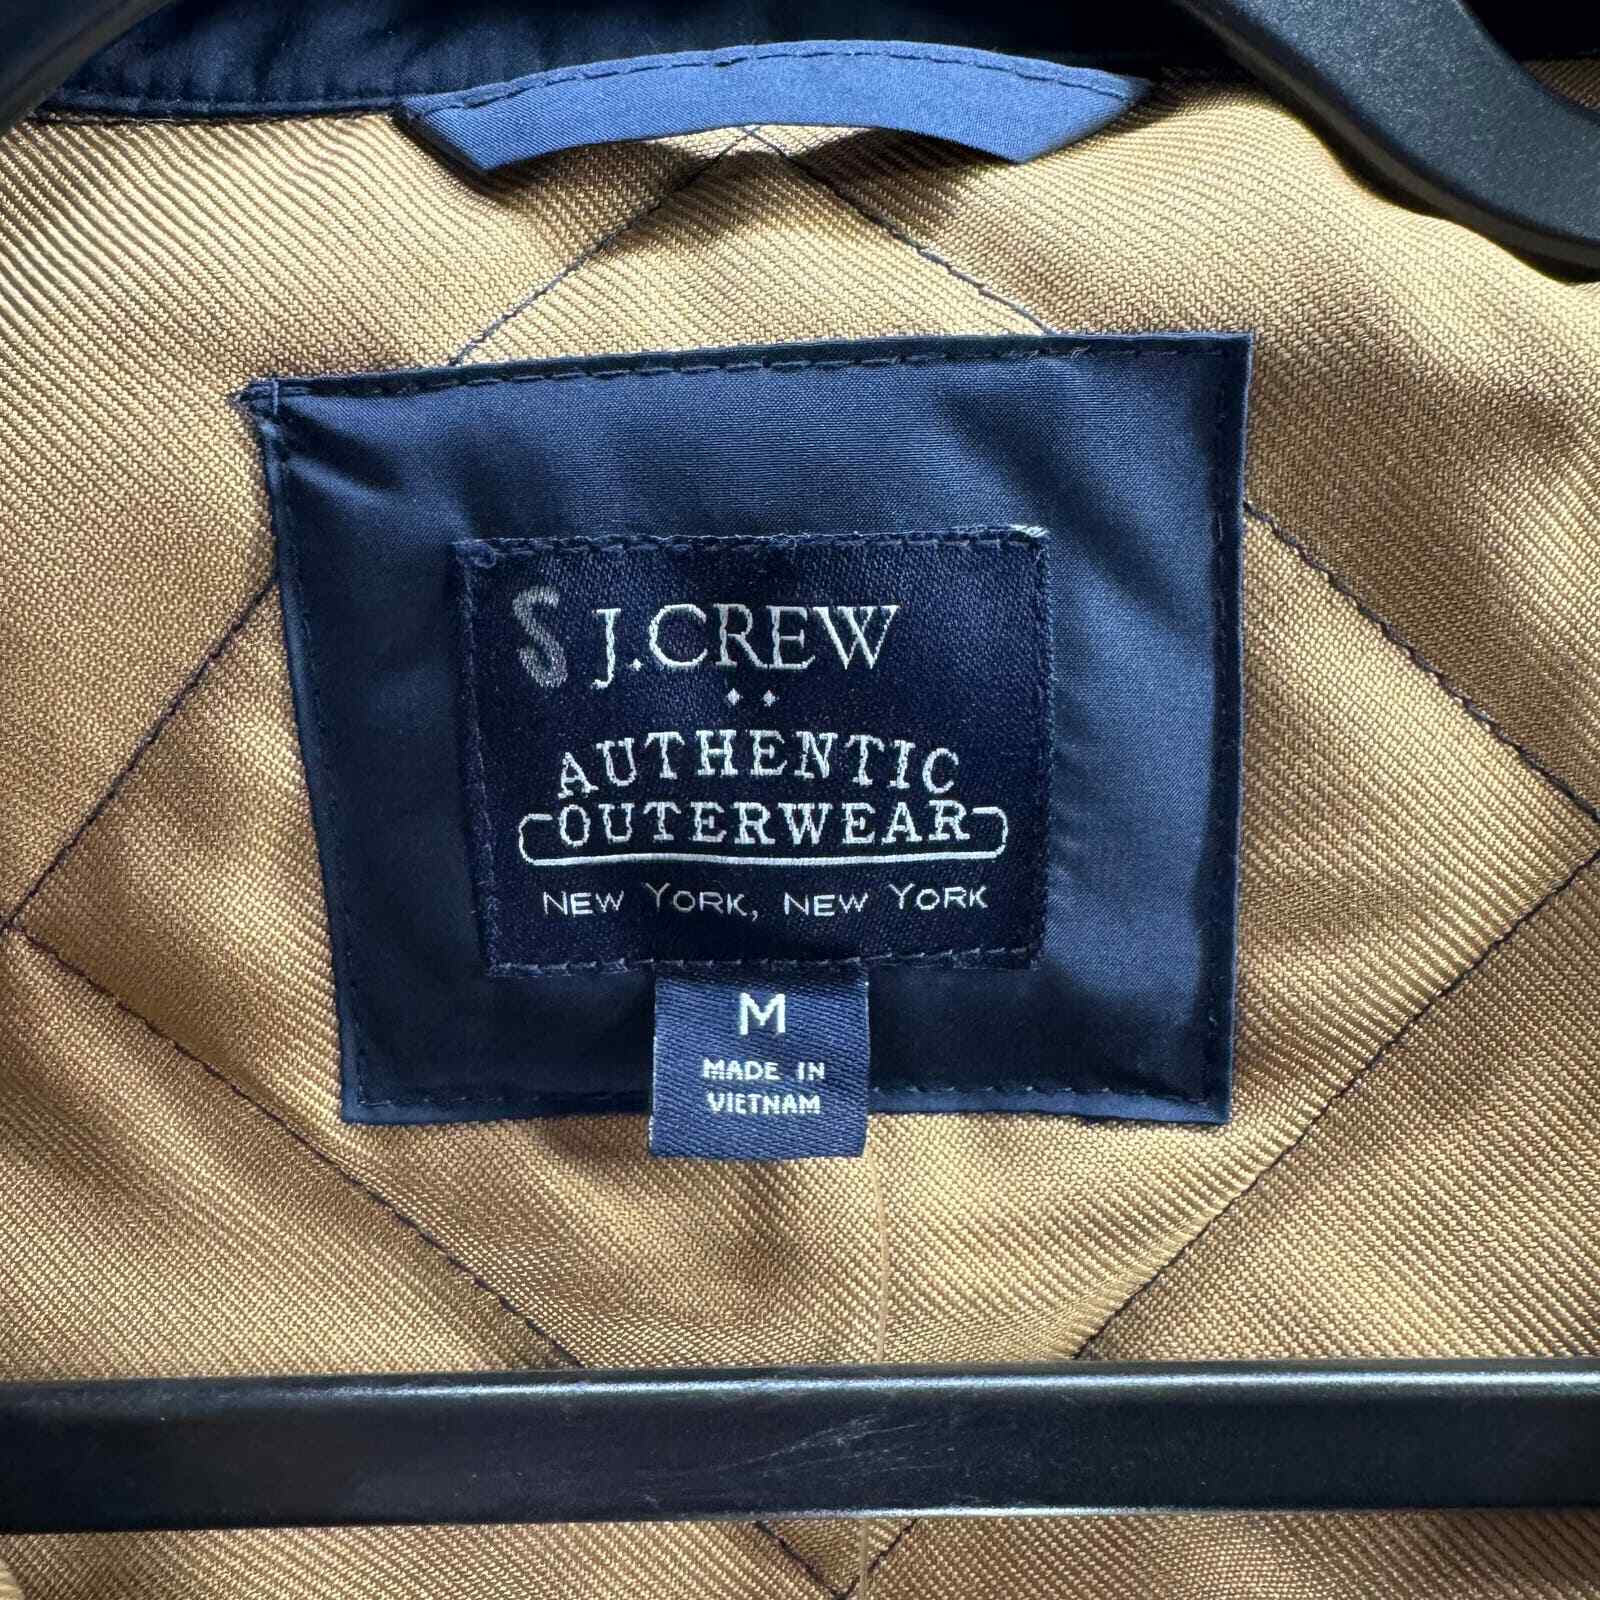 S J.CREW
AUTHENTIC
OUTERWEAR
NEW YORK, NEW YORK
M
MADE IN
VIETNAM